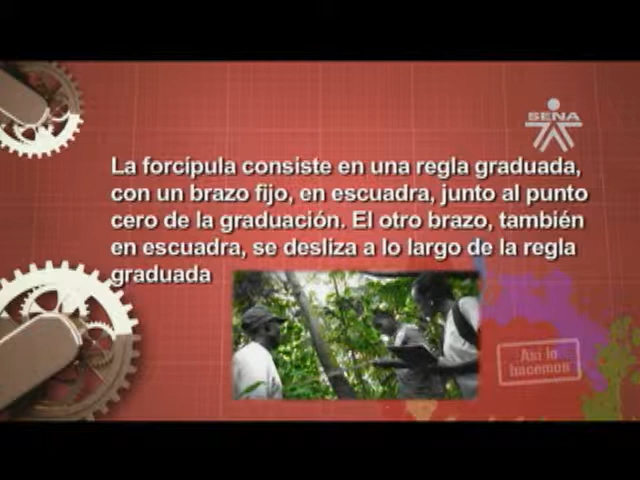 SENA
La forcípula consiste en una regla graduada,
con un brazo fijo, en escuadra, junto al punto
cero de la graduación. El otro brazo, también
en escuadra, se desliza a lo largo de la regla
graduada
Así lo
hacemos